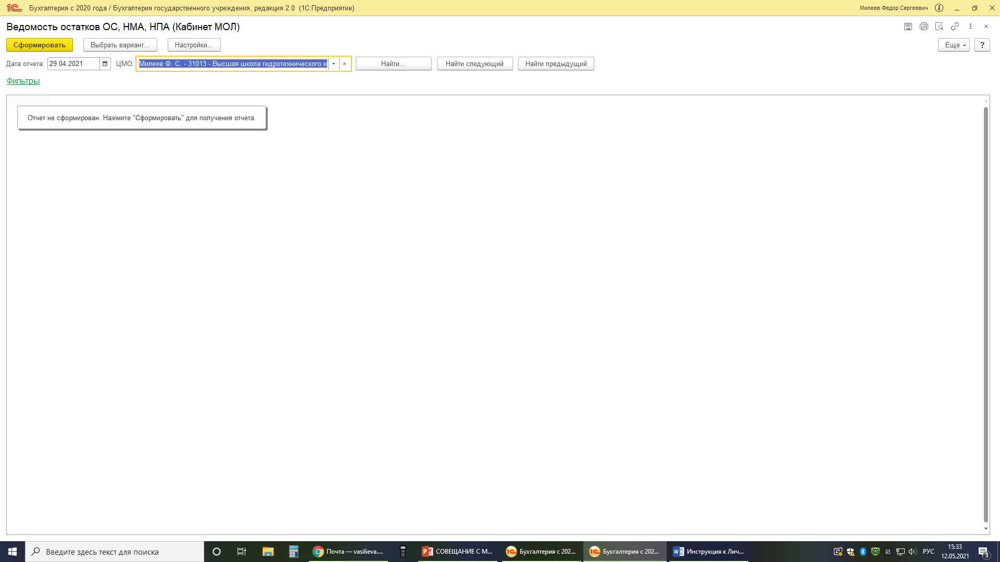 Бухгалтерия с 2020 года / Бухгалтерия государственного учреждения, редакция 2.0 (1С:Предприятие)
Милеев Федор Сергеевич
Ведомость остатков ОС, НМА, НПА (Кабинет МОЛ)
Сформировать
Выбрать вариант...
Настройки...
Еще
?
Дата отчета: 29.04.2021
ЦМО: Милеев Ф. С. - 31013 - Высшая школа гидротехнического и
Найти...
Найти следующий
Найти предыдущий
Фильтры
Отчет не сформирован. Нажмите "Сформировать" для получения отчета.
Введите здесь текст для поиска
Почта — vasilieva....
СОВЕЩАНИЕ С М...
Бухгалтерия с 202...
Бухгалтерия с 202...
Инструкция к Лич...
РУС
15:33
12.05.2021
3